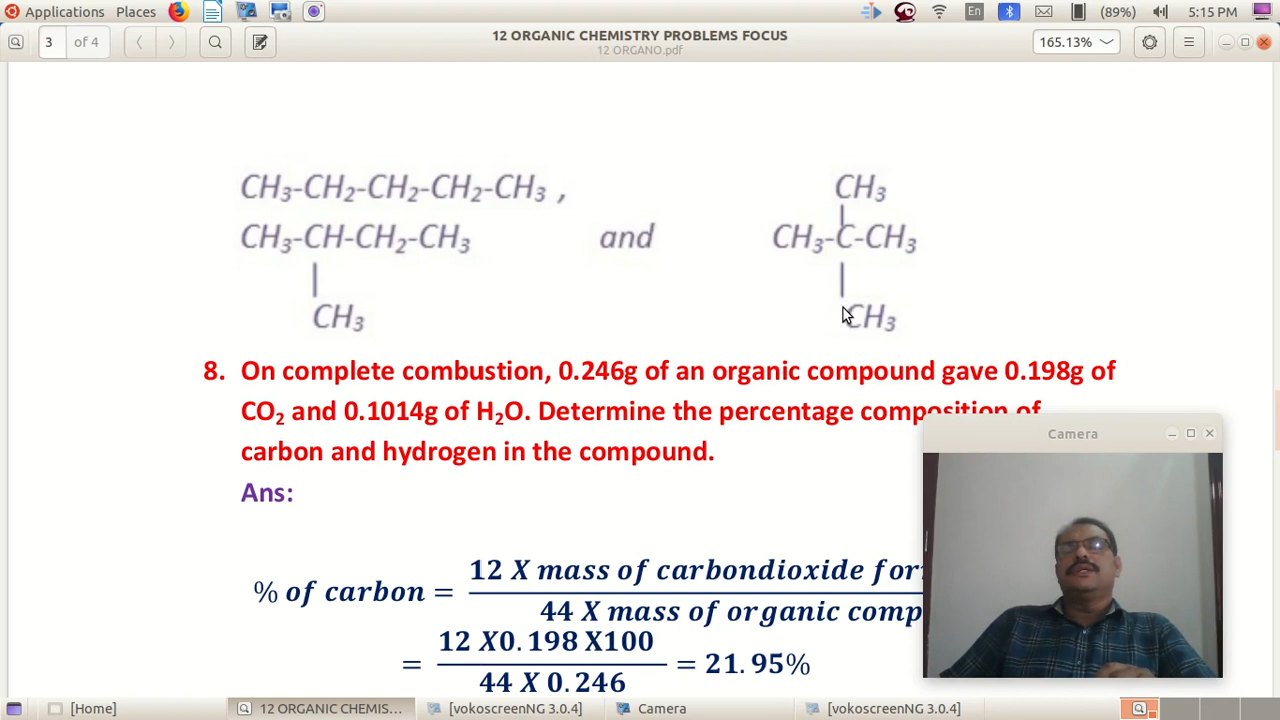 Applications Places En (89%) 5:15 PM
3 of 4 12 ORGANIC CHEMISTRY PROBLEMS FOCUS 165.13%
12 ORGANO.pdf
CH₃
CH₃-CH₂-CH₂-CH₂-CH₃ ,
CH₃-CH-CH₂-CH₃ and CH₃-C-CH₃
CH₃ CH₃
8. On complete combustion, 0.246g of an organic compound gave 0.198g of
CO₂ and 0.1014g of H₂O. Determine the percentage composition of
carbon and hydrogen in the compound.
Camera
Ans:
% of carbon = 12 X mass of carbondioxide for
44 X mass of organic comp
= 12 X0.198 X100 = 21.95%
44 X 0.246
[Home] 12 ORGANIC CHEMIS... [vokoscreenNG 3.0.4] Camera [vokoscreenNG 3.0.4]